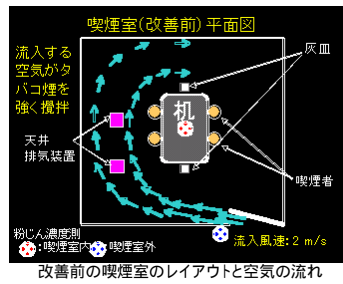 喫煙室(改善前)平面図
流入する
空気がタ
バコ煙を
強く攪拌
灰皿
机
天井
排気装置
喫煙者
粉じん濃度測
:喫煙室内
:喫煙室外
流入風速:2 m/s
改善前の喫煙室のレイアウトと空気の流れ